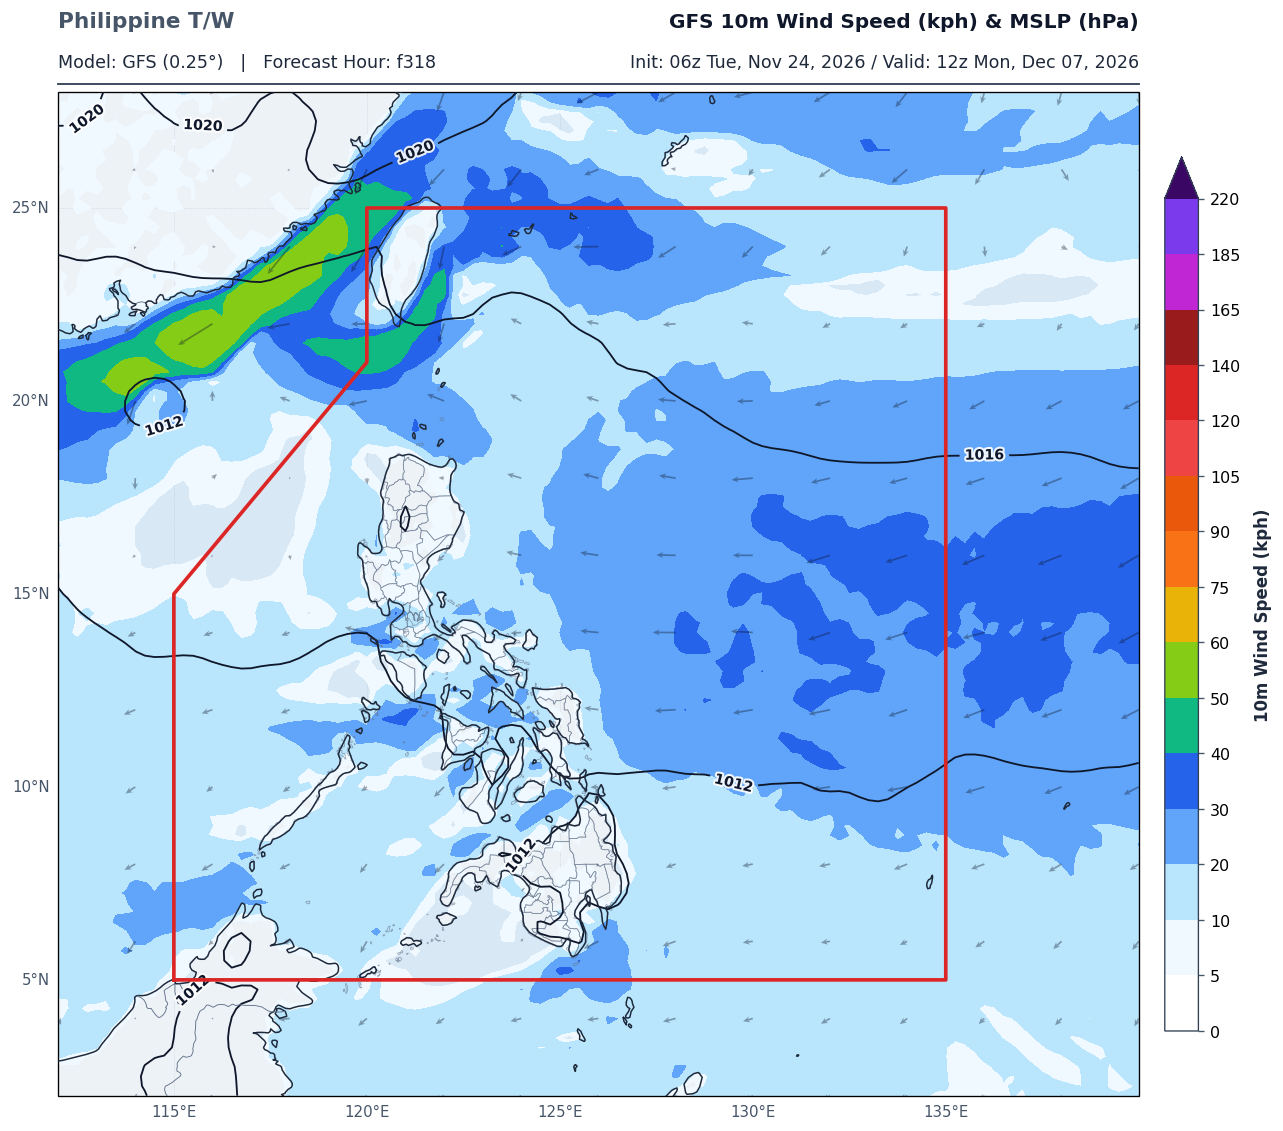 Philippine T/W
GFS 10m Wind Speed (kph) & MSLP (hPa)
Model: GFS (0.25°) | Forecast Hour: f318
Init: 06z Tue, Nov 24, 2026 / Valid: 12z Mon, Dec 07, 2026
1020
1020
1020
1012
1016
1012
1012
1012
25°N
20°N
15°N
10°N
5°N
115°E
120°E
125°E
130°E
135°E
220
185
165
140
120
105
90
75
60
50
40
30
20
10
5
0
10m Wind Speed (kph)